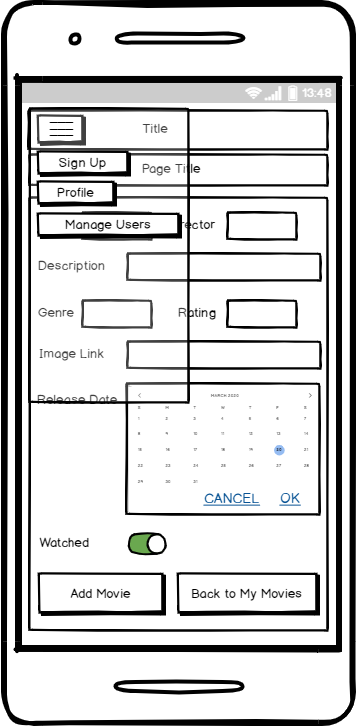 13:48
Title
Sign Up
Page Title
Profile
Manage Users
rector
Description
Genre
Rating
Image Link
Release Date
MARCH 2020
S M T W T F S
1 2 3 4 5 6 7
8 9 10 11 12 13 14
15 16 17 18 19 20 21
22 23 24 25 26 27 28
29 30 31
CANCEL OK
Watched
Add Movie
Back to My Movies